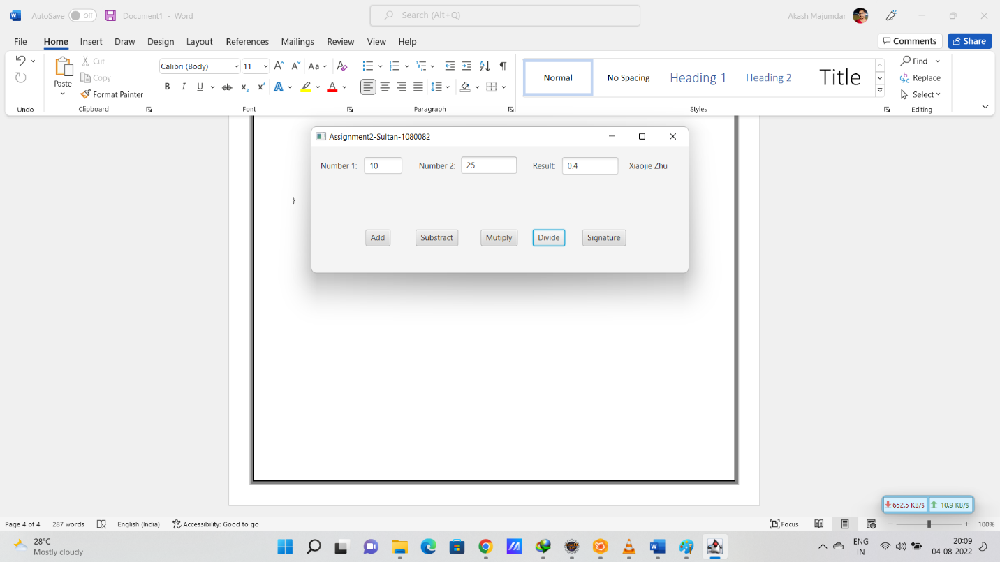 AutoSave Off Document1 - Word Search (Alt+Q) Akash Majumdar
File Home Insert Draw Design Layout References Mailings Review View Help Comments Share
Paste Cut Calibri (Body) 11 Normal No Spacing Heading 1 Heading 2 Title Find
Copy Replace
Format Painter Select
Undo Clipboard Font Paragraph Styles Editing
Assignment2-Sultan-1080082
Number 1: 10 Number 2: 25 Result: 0.4 Xiaojie Zhu
}
Add Substract Mutiply Divide Signature
652.5 KB/s 10.9 KB/s
Page 4 of 4 287 words English (India) Accessibility: Good to go Focus 100%
28°C ENG 20:09
Mostly cloudy IN 04-08-2022